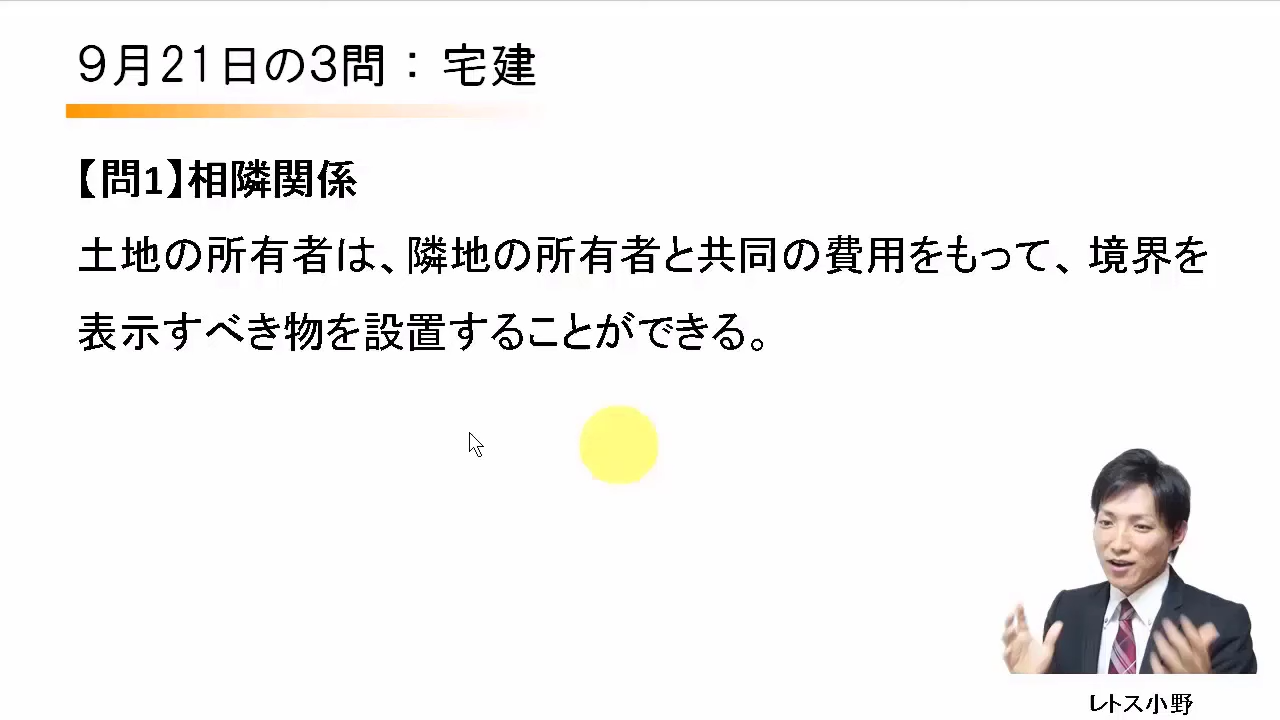 ９月２１日の３問：宅建
【問1】相隣関係
土地の所有者は、隣地の所有者と共同の費用をもって、境界を
表示すべき物を設置することができる。
レトス小野